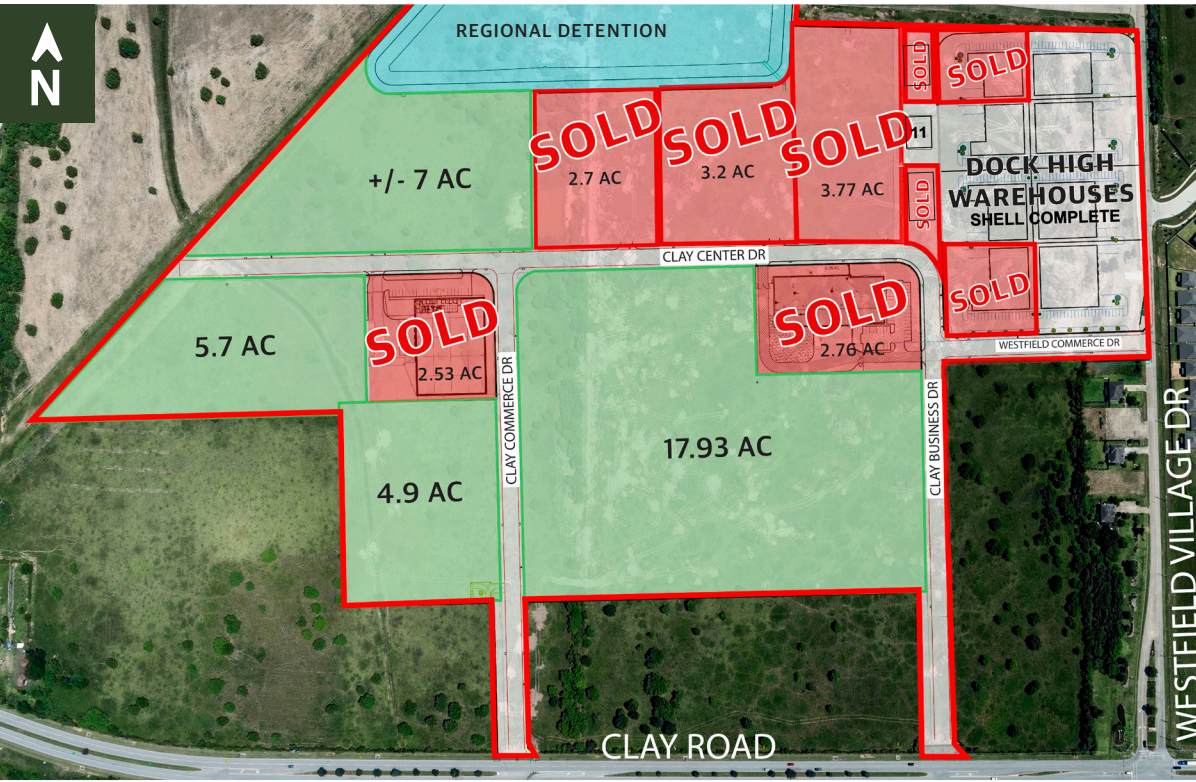 N
REGIONAL DETENTION
SOLD
SOLD
SOLD
SOLD
SOLD
+/- 7 AC
2.7 AC
3.2 AC
3.77 AC
11
DOCK HIGH
WAREHOUSES
SHELL COMPLETE
SOLD
SOLD
CLAY CENTER DR
5.7 AC
SOLD
2.53 AC
SOLD
2.76 AC
WESTFIELD COMMERCE DR
CLAY COMMERCE DR
CLAY BUSINESS DR
4.9 AC
17.93 AC
WESTFIELD VILLAGE DR
CLAY ROAD